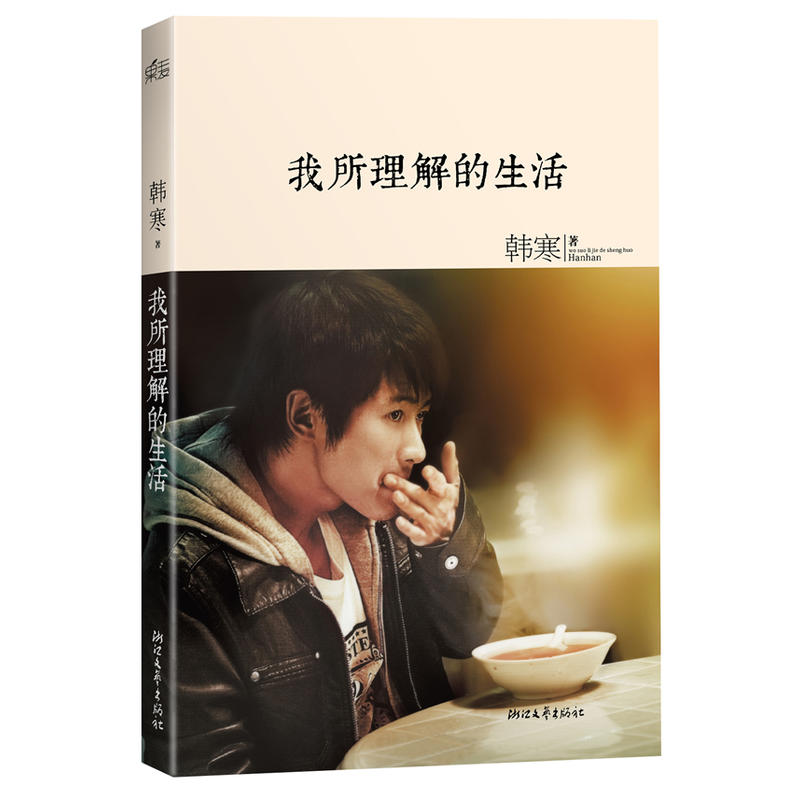 果麦
韩寒 著
我所理解的生活
浙江文艺出版社
我所理解的生活
韩寒 著
wo suo li jie de sheng huo
Hanhan
浙江文艺出版社